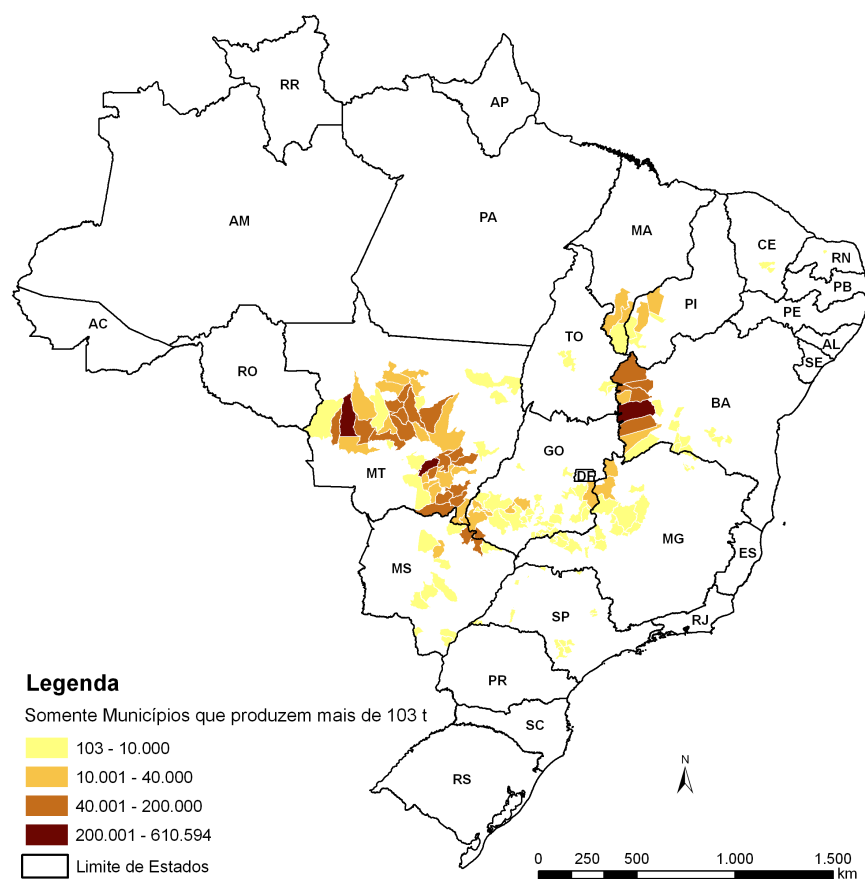 RR
AP
AM
PA
MA
CE
RN
PB
PE
PI
AC
TO
AL
SE
RO
BA
GO
MT
DF
MG
ES
MS
SP
RJ
PR
SC
RS
Legenda
Somente Municípios que produzem mais de 103 t
103 - 10.000
10.001 - 40.000
40.001 - 200.000
200.001 - 610.594
Limite de Estados
N
0 250 500 1.000 1.500
km